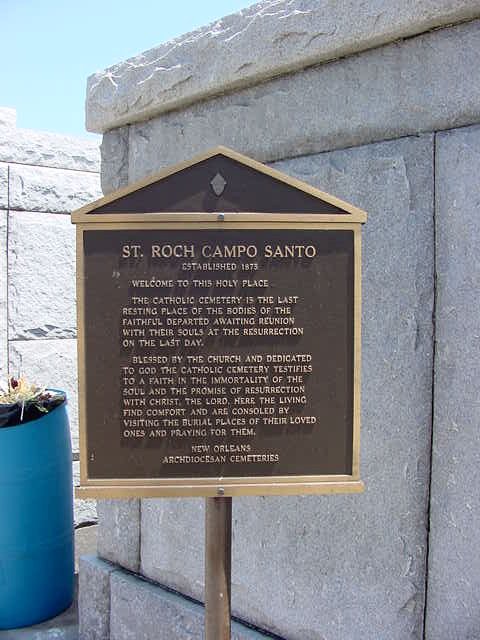 ST. ROCH CAMPO SANTO
ESTABLISHED 1875
WELCOME TO THIS HOLY PLACE
THE CATHOLIC CEMETERY IS THE LAST
RESTING PLACE OF THE BODIES OF THE
FAITHFUL DEPARTED AWAITING REUNION
WITH THEIR SOULS AT THE RESURRECTION
ON THE LAST DAY.
BLESSED BY THE CHURCH AND DEDICATED
TO GOD THE CATHOLIC CEMETERY TESTIFIES
TO A FAITH IN THE IMMORTALITY OF THE
SOUL AND THE PROMISE OF RESURRECTION
WITH CHRIST, THE LORD. HERE THE LIVING
FIND COMFORT AND ARE CONSOLED BY
VISITING THE BURIAL PLACES OF THEIR LOVED
ONES AND PRAYING FOR THEM.
NEW ORLEANS
ARCHDIOCESAN CEMETERIES